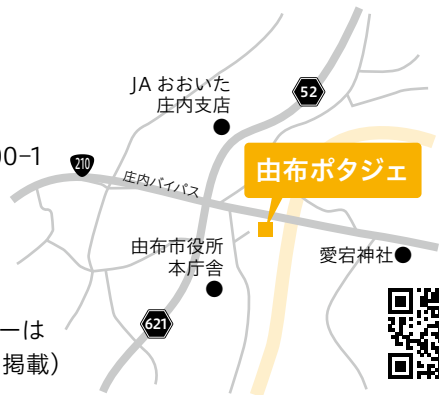 JA おおいた
庄内支店
52
00-1
210
庄内バイパス
由布ポタジェ
由布市役所
本庁舎
愛宕神社
621
ーは
掲載）